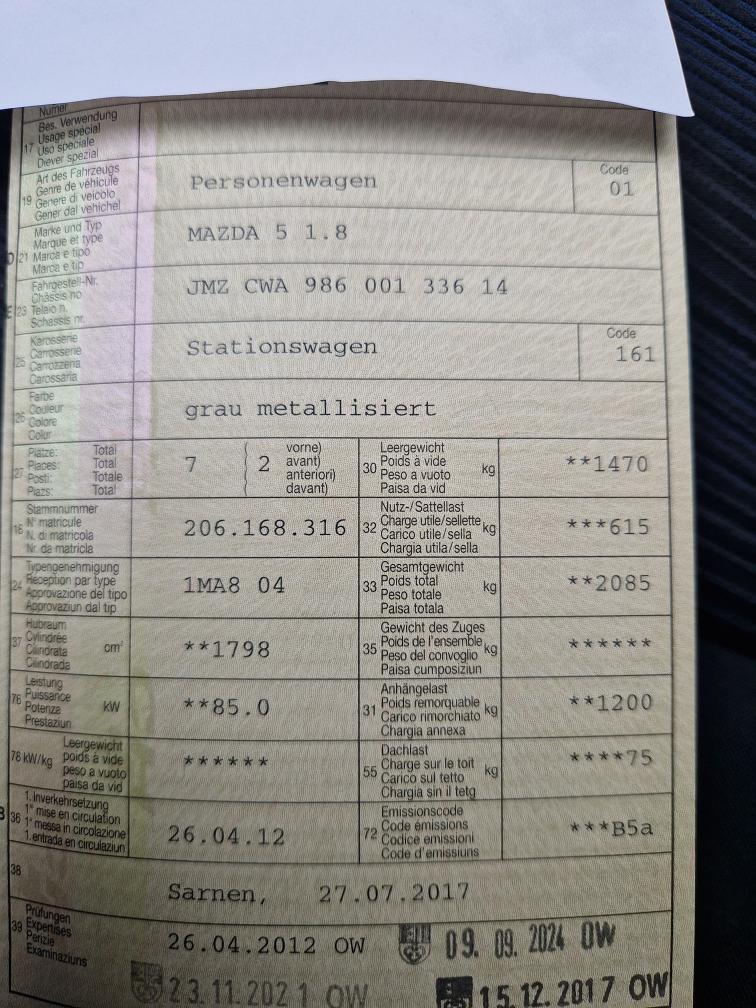 Numer
17 Bes. Verwendung
Usage spécial
Uso speciale
Diever spezial
19 Art des Fahrzeugs
Genre de véhicule
Genere di veicolo
Gener dal vehichel
Personenwagen
Code
01
D 21 Marke und Typ
Marque et type
Marca e tipo
Marca e tip
MAZDA 5 1.8
E 23 Fahrgestell-Nr.
Châssis no
Telaio n.
Schassis nr.
JMZ CWA 986 001 336 14
25 Karosserie
Carrosserie
Carrozzeria
Carossaria
Stationswagen
Code
161
26 Farbe
Couleur
Colore
Colur
grau metallisiert
27 Plätze: Total
Places: Total
Posti: Totale
Plazs: Total
7 ( 2 vorne)
avant)
anteriori)
davant)
30 Leergewicht
Poids à vide kg
Peso a vuoto
Paisa da vid
**1470
18 Stammnummer
N° matricule
N. di matricola
Nr. da matricla
206.168.316
32 Nutz-/Sattellast
Charge utile/sellette kg
Carico utile/sella
Chargia utila/sella
***615
24 Typengenehmigung
Réception par type
Approvazione del tipo
Approvaziun dal tip
1MA8 04
33 Gesamtgewicht
Poids total kg
Peso totale
Paisa totala
**2085
37 Hubraum
Cylindrée cm³
Cilindrata
Cilindrada
**1798
35 Gewicht des Zuges
Poids de l'ensemble kg
Peso del convoglio
Paisa cumposiziun
******
76 Leistung
Puissance kW
Potenza
Prestaziun
**85.0
31 Anhängelast
Poids remorquable kg
Carico rimorchiato
Chargia annexa
**1200
78 kW/kg Leergewicht
poids à vide
peso a vuoto
paisa da vid
******
55 Dachlast
Charge sur le toit kg
Carico sul tetto
Chargia sin il tetg
****75
B 36 1. Inverkehrsetzung
1re mise en circulation
1a messa in circolazione
1. entrada en circulaziun
26.04.12
72 Emissionscode
Code émissions
Codice emissioni
Code d'emissiuns
***B5a
38
Sarnen, 27.07.2017
39 Prüfungen
Expertises
Perizie
Examinaziuns
26.04.2012 OW
09. 09. 2024 OW
23.11.2021 OW
15.12.2017 OW